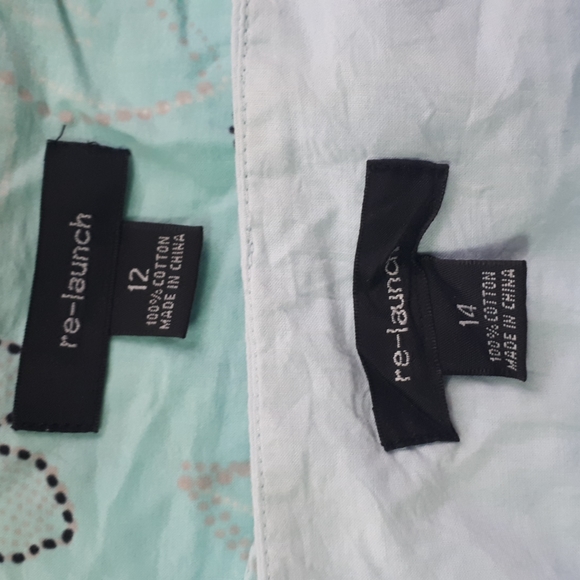 re-launch
12
100% COTTON
MADE IN CHINA
re-launch
14
100% COTTON
MADE IN CHINA